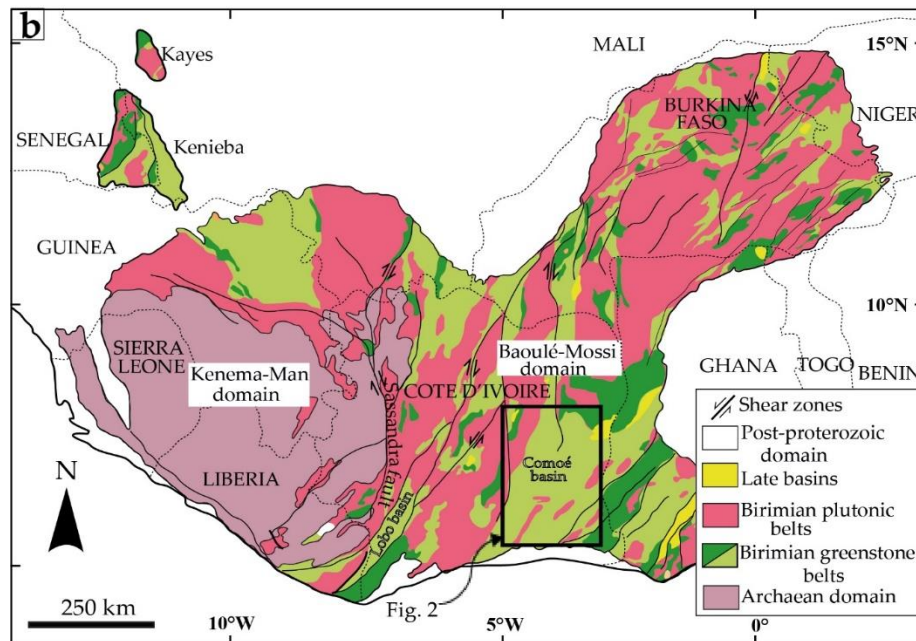 b
Kayes
MALI
15°N
BURKINA
FASO
NIGER
SENEGAL
Kenieba
GUINEA
10°N
SIERRA
LEONE
Kenema-Man
domain
Baoulé-Mossi
domain
GHANA
TOGO
BENIN
COTE D'IVOIRE
Sassandra fault
LIBERIA
Lobo basin
Comoé
basin
N
Shear zones
Post-proterozoic
domain
Late basins
Birimian plutonic
belts
Birimian greenstone
belts
Archaean domain
Fig. 2
250 km
10°W
5°W
0°